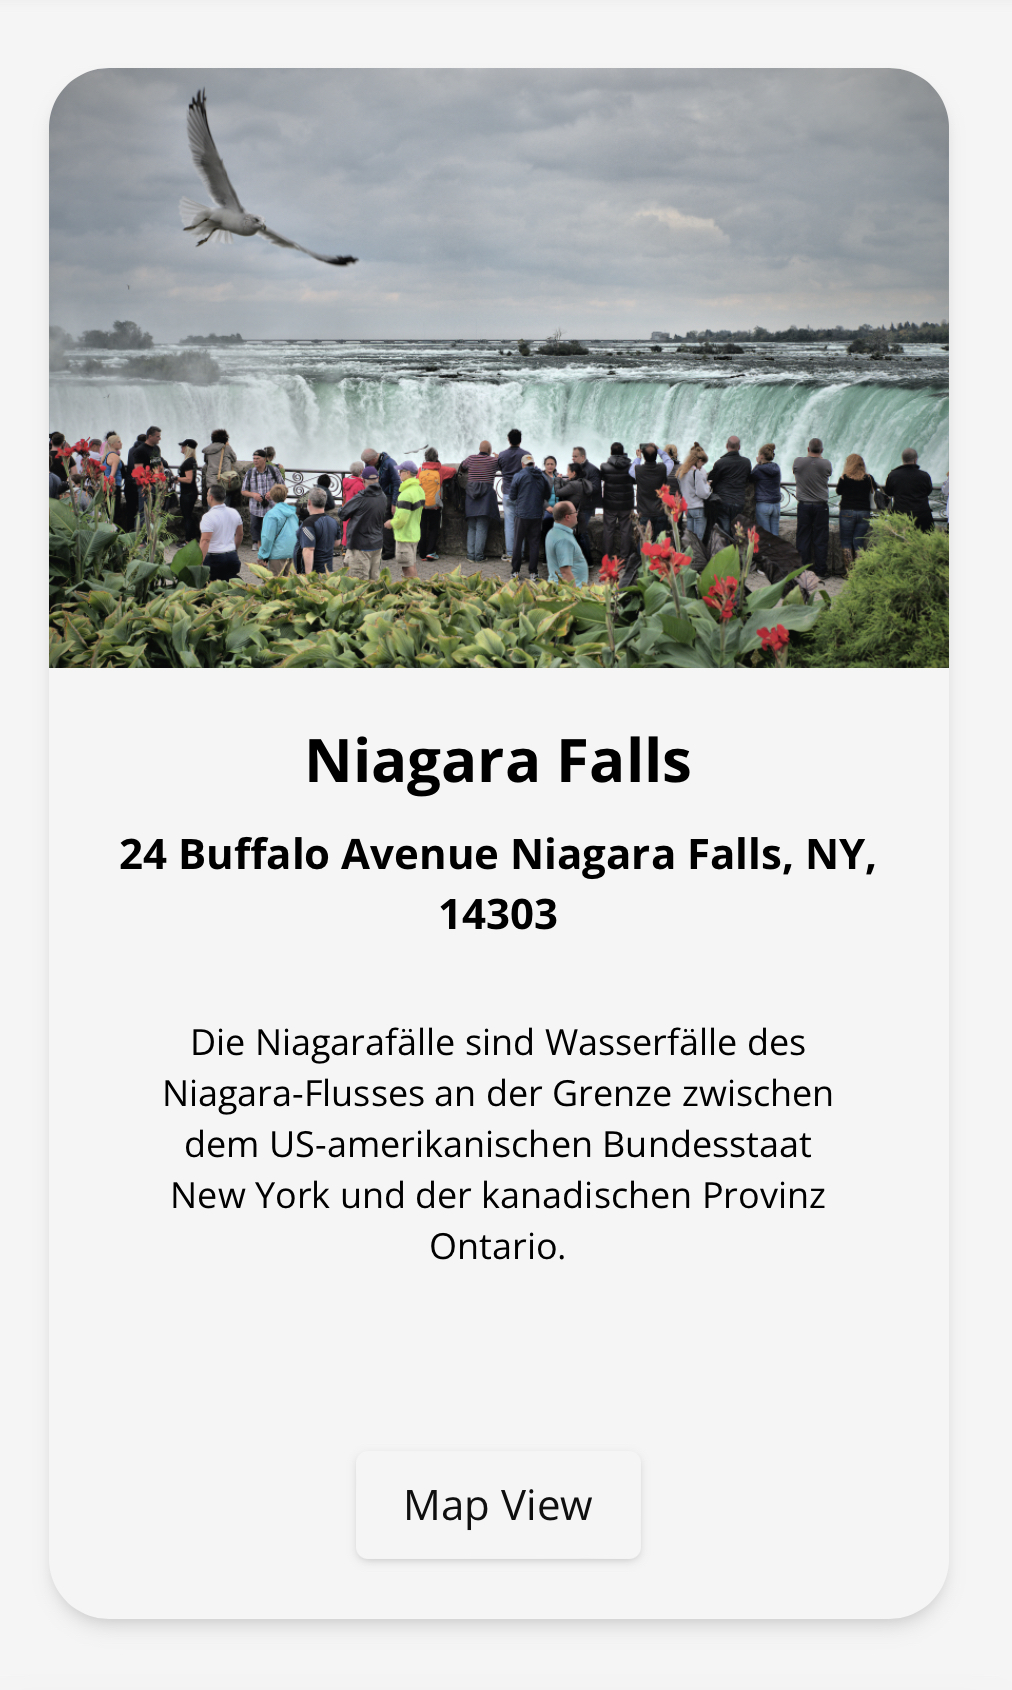 Niagara Falls
24 Buffalo Avenue Niagara Falls, NY,
14303
Die Niagarafälle sind Wasserfälle des
Niagara-Flusses an der Grenze zwischen
dem US-amerikanischen Bundesstaat
New York und der kanadischen Provinz
Ontario.
Map View